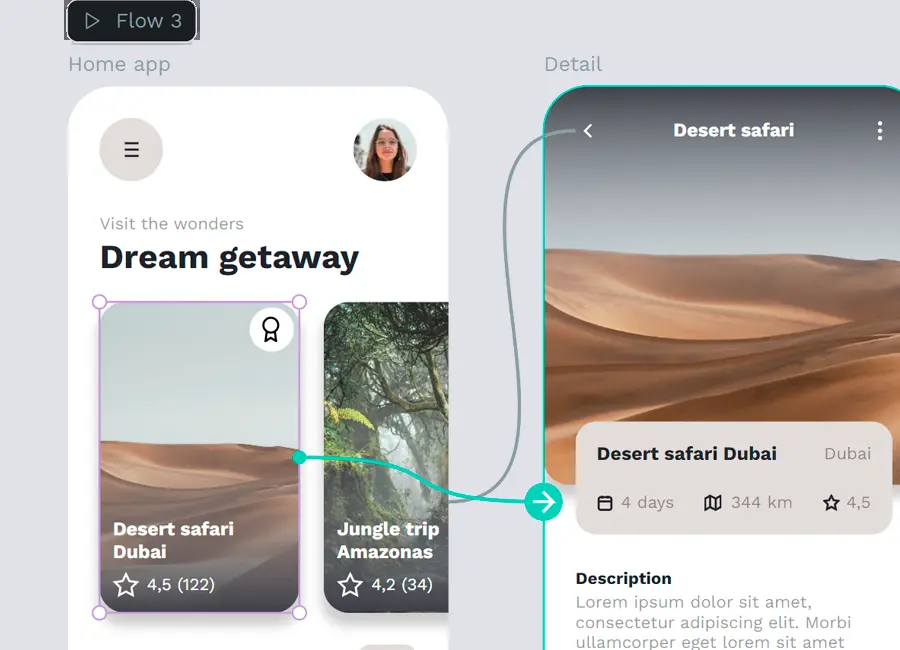 Flow 3
Home app
Visit the wonders
Dream getaway
Desert safari
Dubai
4,5 (122)
Jungle trip
Amazonas
4,2 (34)
Detail
Desert safari
Desert safari Dubai
Dubai
4 days
344 km
4,5
Description
Lorem ipsum dolor sit amet,
consectetur adipiscing elit. Morbi
ullamcorper eget lorem sit amet